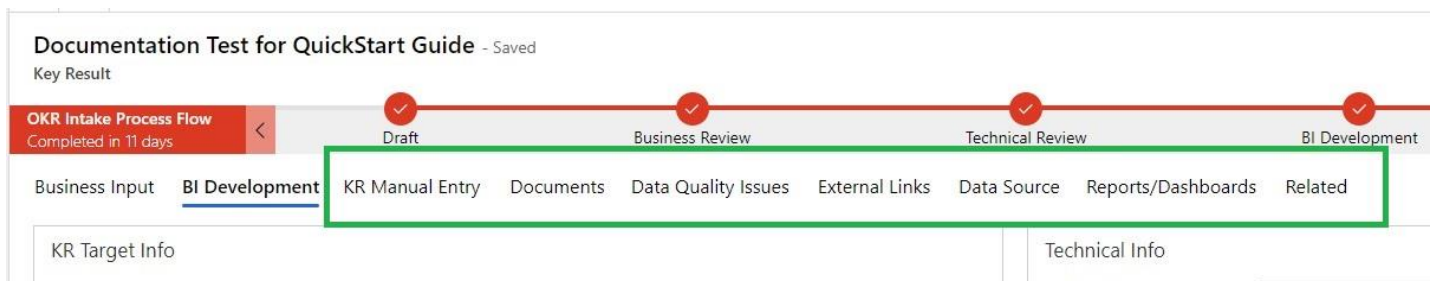 Documentation Test for QuickStart Guide - Saved
Key Result
OKR Intake Process Flow
Completed in 11 days
Draft Business Review Technical Review BI Development
Business Input BI Development KR Manual Entry Documents Data Quality Issues External Links Data Source Reports/Dashboards Related
KR Target Info Technical Info